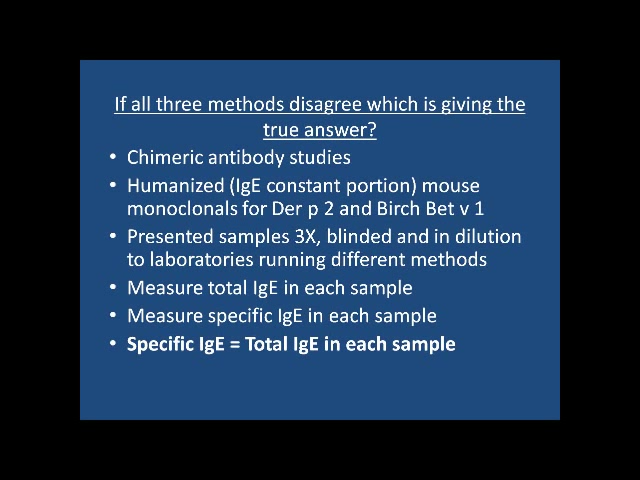 If all three methods disagree which is giving the
true answer?
• Chimeric antibody studies
• Humanized (IgE constant portion) mouse
monoclonals for Der p 2 and Birch Bet v 1
• Presented samples 3X, blinded and in dilution
to laboratories running different methods
• Measure total IgE in each sample
• Measure specific IgE in each sample
• Specific IgE = Total IgE in each sample